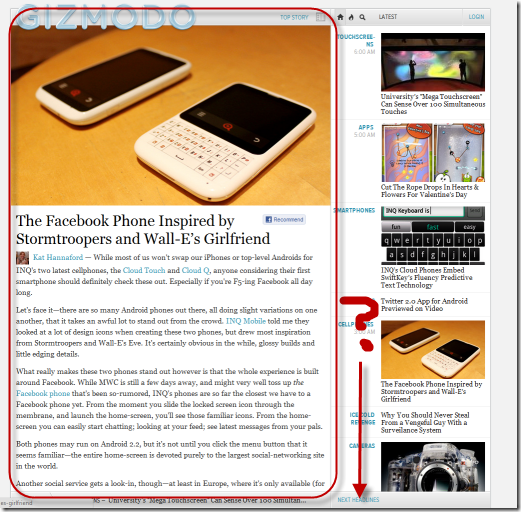 GIZMODO
TOP STORY
LATEST
LOGIN
The Facebook Phone Inspired by
Stormtroopers and Wall-E's Girlfriend
Recommend
Kat Hannaford — While most of us won't swap our iPhones or top-level Androids for
INQ's two latest cellphones, the Cloud Touch and Cloud Q, anyone considering their first
smartphone should definitely check these out. Especially if you're F5-ing Facebook all day
long.
Let's face it—there are so many Android phones out there, all doing slight variations on one
another, that it takes an awful lot to stand out from the crowd. INQ Mobile told me they
looked at a lot of design icons when creating these two phones, but drew most inspiration
from Stormtroopers and Wall-E's Eve. It's certainly obvious in the while, glossy builds and
little edging details.
What really makes these two phones stand out however is that the whole experience is built
around Facebook. While MWC is still a few days away, and might very well toss up the
Facebook phone that's been so-rumored, INQ's phones are so far the closest we have to a
Facebook phone yet. From the moment you slide the locked screen icon through the
membrane, and launch the home-screen, you'll see those familiar icons. From the home-
screen you can easily start chatting; looking at your feed; see latest messages from your pals.
Both phones may run on Android 2.2, but it's not until you click the menu button that it
seems familiar—the entire home-screen is devoted purely to the largest social-networking site
in the world.
Another social service gets a look-in, though—at least in Europe, where it's only available (for
es-girlfriend
NS – University's "Mega Touchscreen" Can Sense Over 100 Simultan...
TOUCHSCREE-
NS
5:00 AM
University's "Mega Touchscreen"
Can Sense Over 100 Simultaneous
Touches
APPS
5:00 AM
Cut The Rope Drops In Hearts &
Flowers For Valentine's Day
SMARTPHONES
INQ Keyboard is
fun
fast
easy
q w e r t y u i o p
a s d f g h j k l
z x c v b n m
INQ's Cloud Phones Embed
SwiftKey's Fluency Predictive
Text Technology
Twitter 2.0 App for Android
Previewed on Video
?
CELLPHONES
The Facebook Phone Inspired by
Stormtroopers and Wall-E's
Girlfriend
ICE COLD
REVENGE
Why You Should Never Steal
From a Vengeful Guy With a
Surveillance System
CAMERAS
NEXT HEADLINES